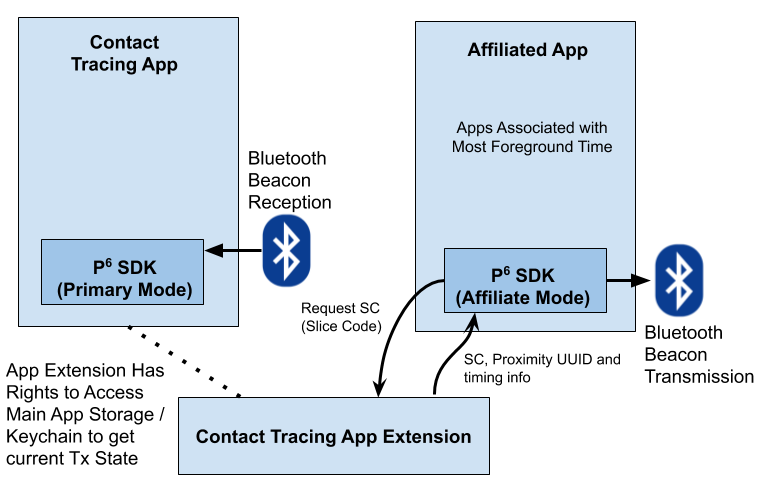 Contact
Tracing App
Bluetooth
Beacon
Reception
P⁶ SDK
(Primary Mode)
Affiliated App
Apps Associated with
Most Foreground Time
P⁶ SDK
(Affiliate Mode)
Bluetooth
Beacon
Transmission
Request SC
(Slice Code)
SC, Proximity UUID and
timing info
App Extension Has
Rights to Access
Main App Storage /
Keychain to get
current Tx State
Contact Tracing App Extension